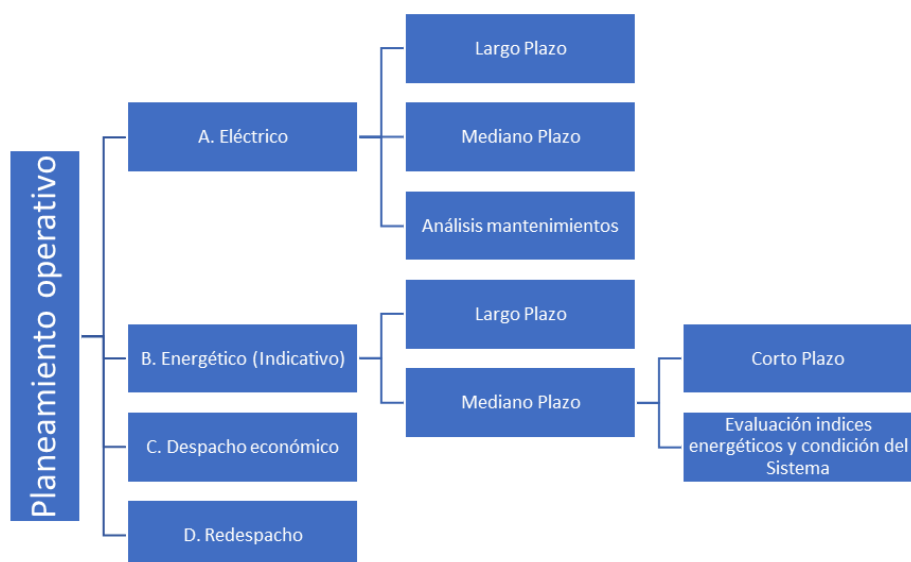 Planeamiento operativo
A. Eléctrico
Largo Plazo
Mediano Plazo
Análisis mantenimientos
B. Energético (Indicativo)
Largo Plazo
Mediano Plazo
Corto Plazo
Evaluación indices
energéticos y condición del
Sistema
C. Despacho económico
D. Redespacho